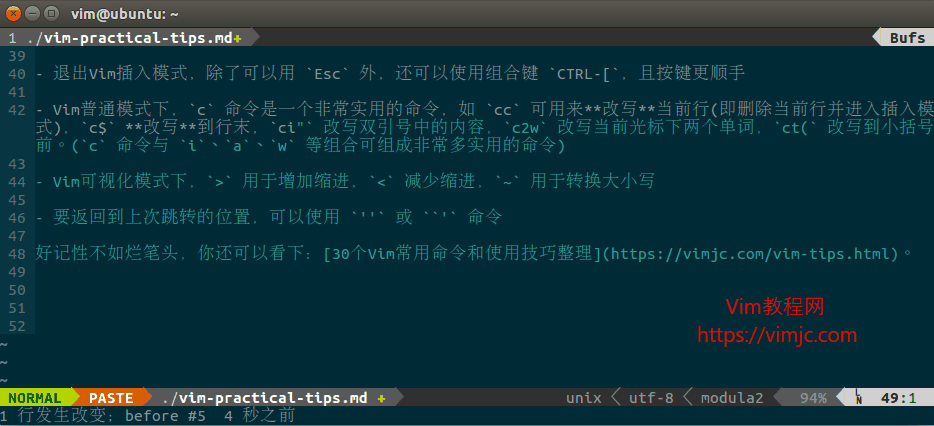 vim@ubuntu: ~
1 ./vim-practical-tips.md+ Bufs
39
40 - 退出Vim插入模式，除了可以用 `Esc` 外，还可以使用组合键 `CTRL-[`，且按键更顺手
41
42 - Vim普通模式下，`c` 命令是一个非常实用的命令，如 `cc` 可用来**改写**当前行(即删除当前行并进入插入模
式)，`c$` **改写**到行末，`ci"` 改写双引号中的内容，`c2w` 改写当前光标下两个单词，`ct(` 改写到小括号
前。(`c` 命令与 `i`、`a`、`w` 等组合可组成非常多实用的命令)
43
44 - Vim可视化模式下，`>` 用于增加缩进，`<` 减少缩进，`~` 用于转换大小写
45
46 - 要返回到上次跳转的位置，可以使用 `''` 或 ``'` 命令
47
48 好记性不如烂笔头，你还可以看下：[30个Vim常用命令和使用技巧整理](https://vimjc.com/vim-tips.html)。
49
50
51
52
~
~
~
Vim教程网
https://vimjc.com
NORMAL PASTE ./vim-practical-tips.md + unix utf-8 modula2 94% LN 49:1
1 行发生改变；before #5 4 秒之前